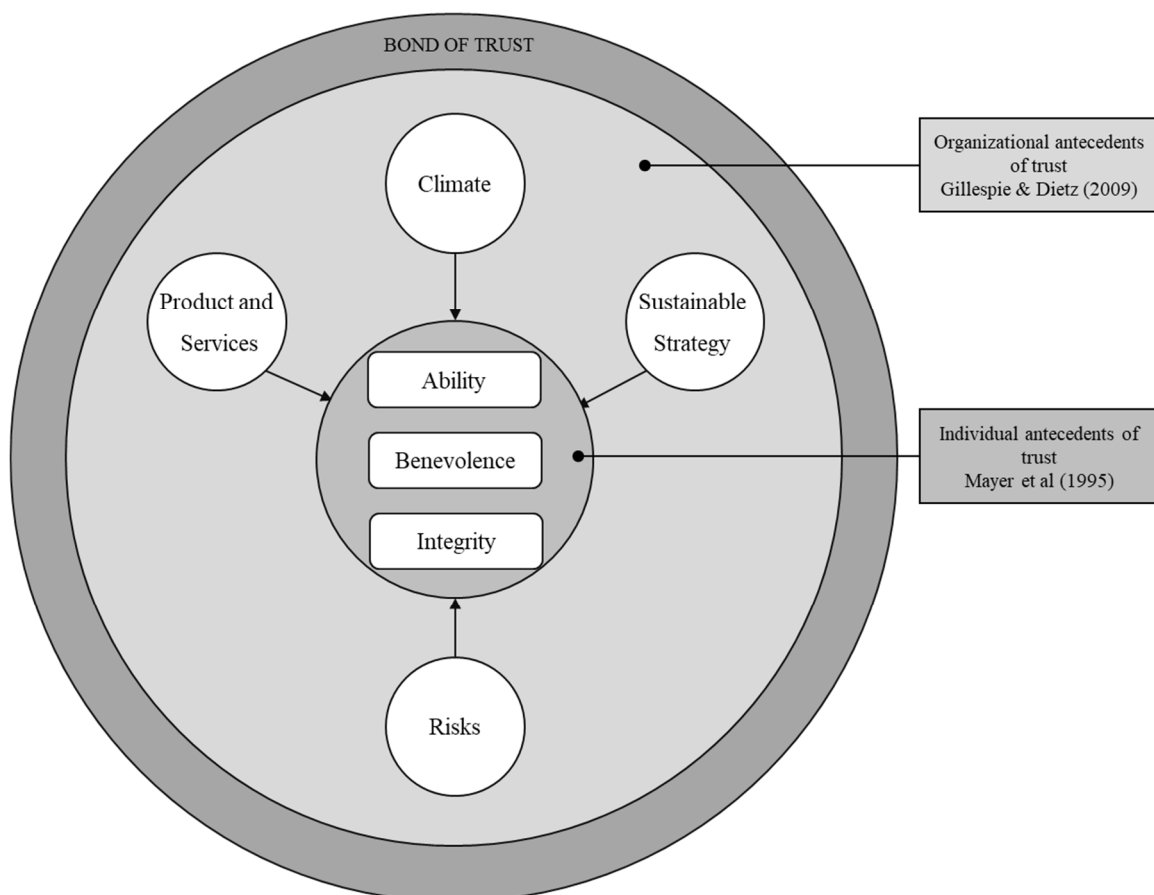 BOND OF TRUST
Climate
Organizational antecedents
of trust
Gillespie & Dietz (2009)
Product and
Services
Sustainable
Strategy
Ability
Benevolence
Integrity
Individual antecedents of
trust
Mayer et al (1995)
Risks